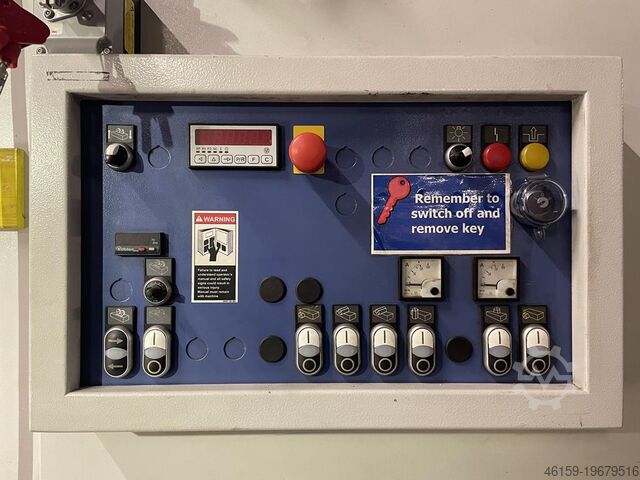 F
C
Remember to
switch off and
remove key
WARNING
Failure to read and
understand operator's
manual and all safety
signs could result in
serious injury.
Manual must remain
with machine
A
A
46159-19679516